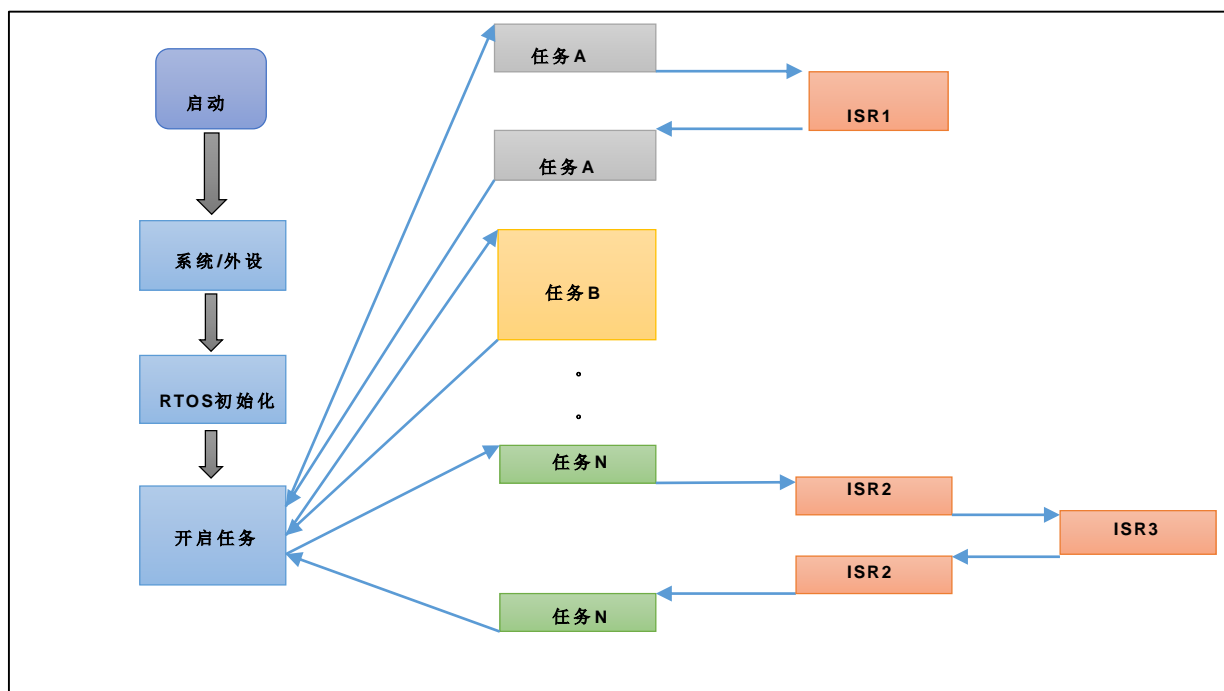 启动
系统/外设
RTOS初始化
开启任务
任务A
ISR1
任务A
任务B
。
。
任务N
ISR2
ISR3
ISR2
任务N